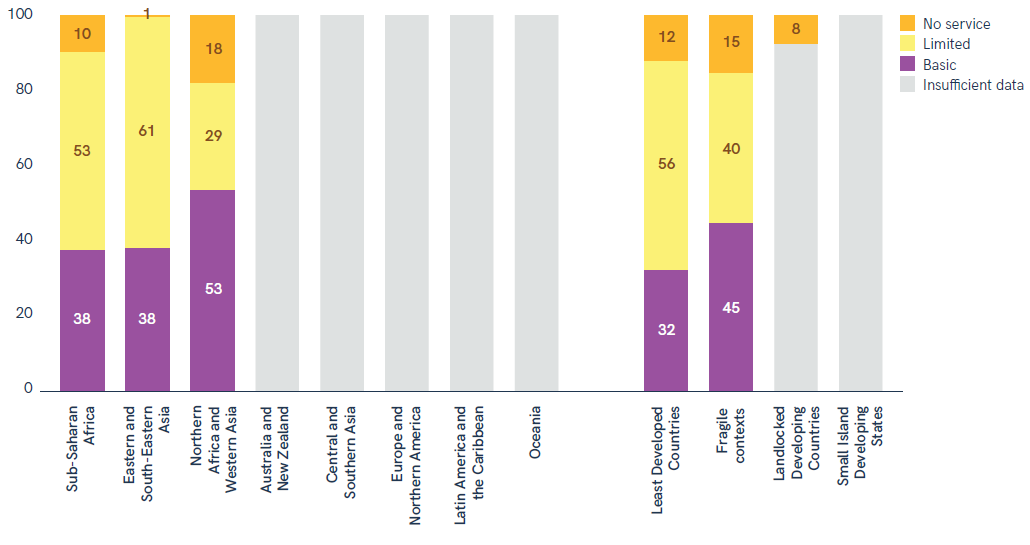 100
80
60
40
20
0
10
53
38
1
61
38
18
29
53
12
56
32
15
40
45
8
No service
Limited
Basic
Insufficient data
Sub-Saharan
Africa
Eastern and
South-Eastern
Asia
Northern
Africa and
Western Asia
Australia and
New Zealand
Central and
Southern Asia
Europe and
Northern America
Latin America and
the Caribbean
Oceania
Least Developed
Countries
Fragile
contexts
Landlocked
Developing
Countries
Small Island
Developing
States